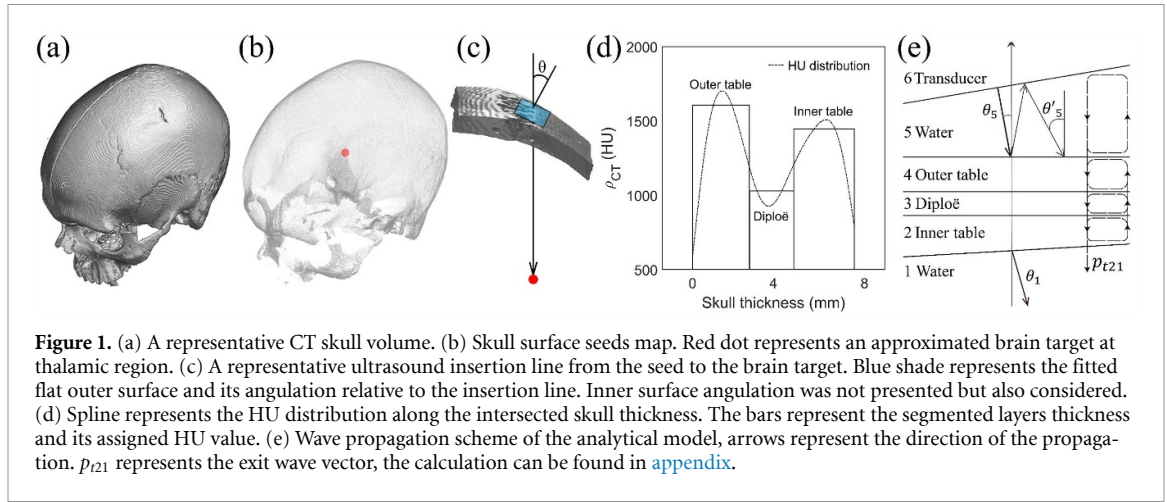 (a)
(b)
(c)
θ
(d)
2000
1500
1000
500
ρCT (HU)
HU distribution
Outer table
Inner table
Diploë
0
4
8
Skull thickness (mm)
(e)
6 Transducer
θ5
θ'5
5 Water
4 Outer table
3 Diploë
2 Inner table
1 Water
θ1
pt21
Figure 1. (a) A representative CT skull volume. (b) Skull surface seeds map. Red dot represents an approximated brain target at
thalamic region. (c) A representative ultrasound insertion line from the seed to the brain target. Blue shade represents the fitted
flat outer surface and its angulation relative to the insertion line. Inner surface angulation was not presented but also considered.
(d) Spline represents the HU distribution along the intersected skull thickness. The bars represent the segmented layers thickness
and its assigned HU value. (e) Wave propagation scheme of the analytical model, arrows represent the direction of the propaga-
tion. pt21 represents the exit wave vector, the calculation can be found in appendix.